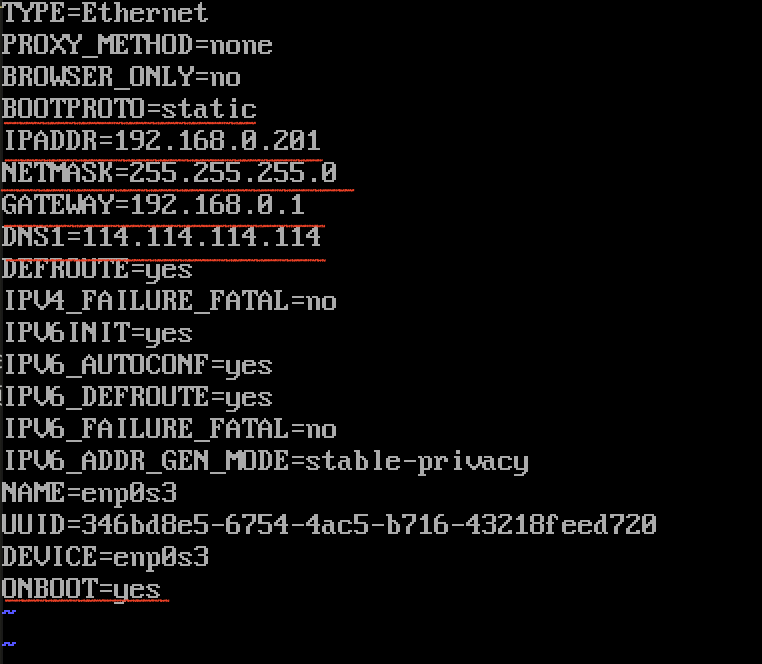 TYPE=Ethernet
PROXY_METHOD=none
BROWSER_ONLY=no
BOOTPROTO=static
IPADDR=192.168.0.201
NETMASK=255.255.255.0
GATEWAY=192.168.0.1
DNS1=114.114.114.114
DEFROUTE=yes
IPV4_FAILURE_FATAL=no
IPV6INIT=yes
IPV6_AUTOCONF=yes
IPV6_DEFROUTE=yes
IPV6_FAILURE_FATAL=no
IPV6_ADDR_GEN_MODE=stable-privacy
NAME=enp0s3
UUID=346bd8e5-6754-4ac5-b716-43218feed720
DEVICE=enp0s3
ONBOOT=yes
~
~